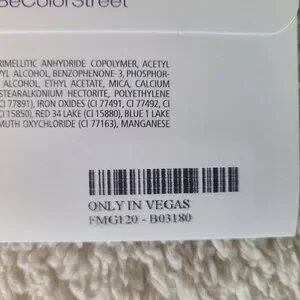 BeColorStreet
RIMELLITIC ANHYDRIDE COPOLYMER, ACETYL
YL ALCOHOL, BENZOPHENONE 3, PHOSPHOR-
ALCOHOL, ETHYL ACETATE, MICA, CALCIUM
STEARALKONIUM HECTORITE, POLYETHYLENE
CI 77891), IRON OXIDES (CI 77491, CI 77492, CI
CI 15850), RED 34 LAKE (CI 15880), BLUE 1 LAKE
MUTH OXYCHLORIDE (CI 77163), MANGANESE
ONLY IN VEGAS
FMG120 - B03180